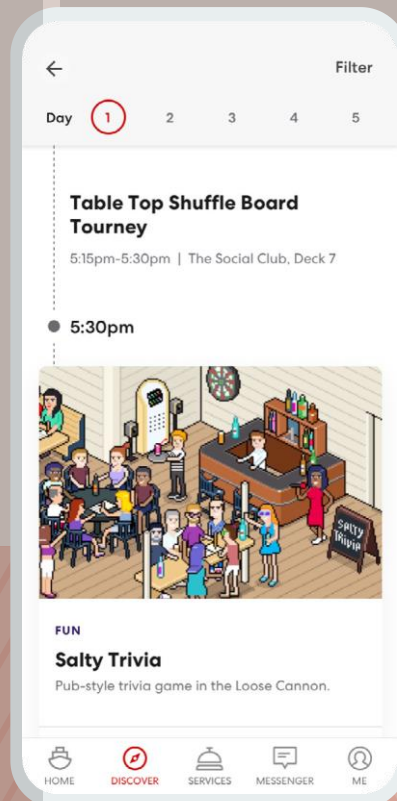 Filter
Day 1 2 3 4 5
Table Top Shuffle Board
Tourney
5:15pm-5:30pm | The Social Club, Deck 7
5:30pm
SALTY
Trivia
FUN
Salty Trivia
Pub-style trivia game in the Loose Cannon.
HOME DISCOVER SERVICES MESSENGER ME